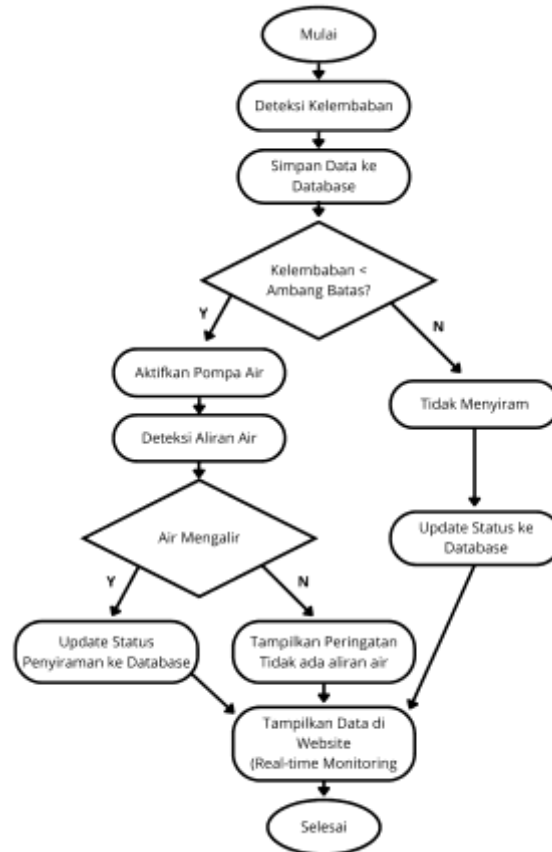 Mulai
Deteksi Kelembaban
Simpan Data ke
Database
Kelembaban <
Ambang Batas?
Y
N
Aktifkan Pompa Air
Tidak Menyiram
Deteksi Aliran Air
Air Mengalir
Update Status ke
Database
Y
N
Update Status
Penyiraman ke Database
Tampilkan Peringatan
Tidak ada aliran air
Tampilkan Data di
Website
(Real-time Monitoring
Selesai